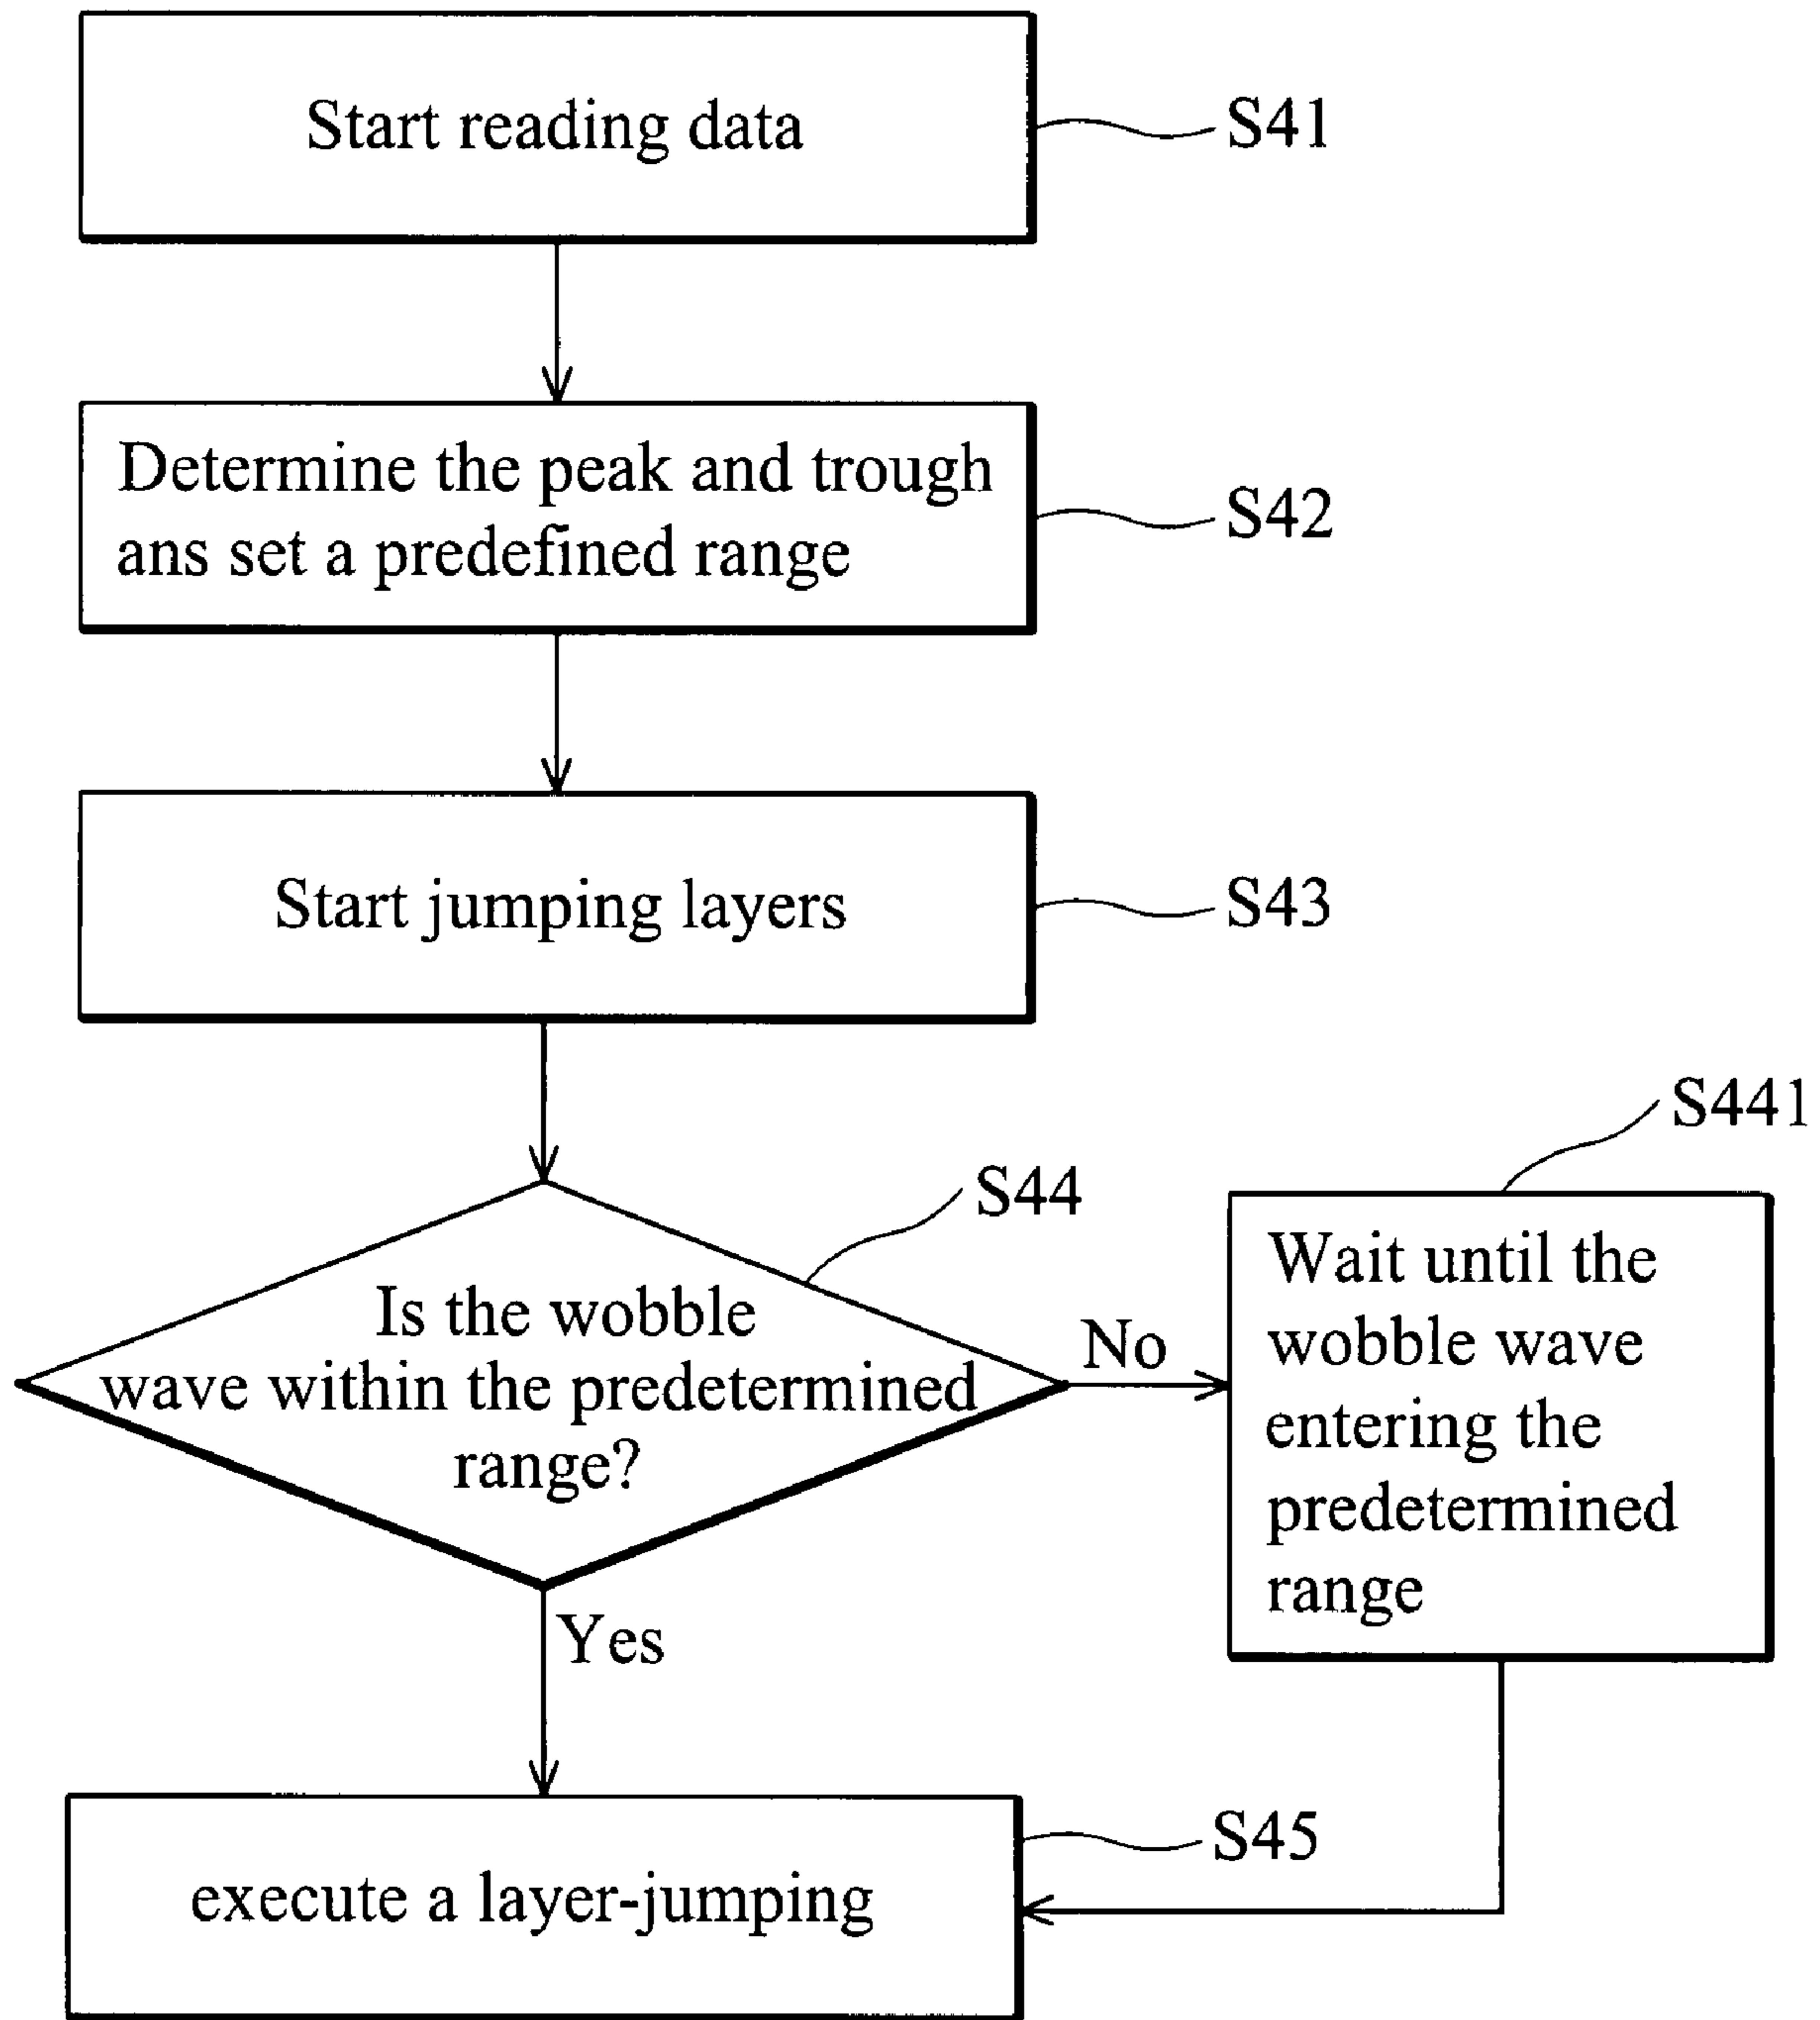 Start reading data
S41
Determine the peak and trough
ans set a predefined range
S42
Start jumping layers
S43
S441
S44
Is the wobble
wave within the predetermined
range?
No
Wait until the
wobble wave
entering the
predetermined
range
Yes
S45
execute a layer-jumping